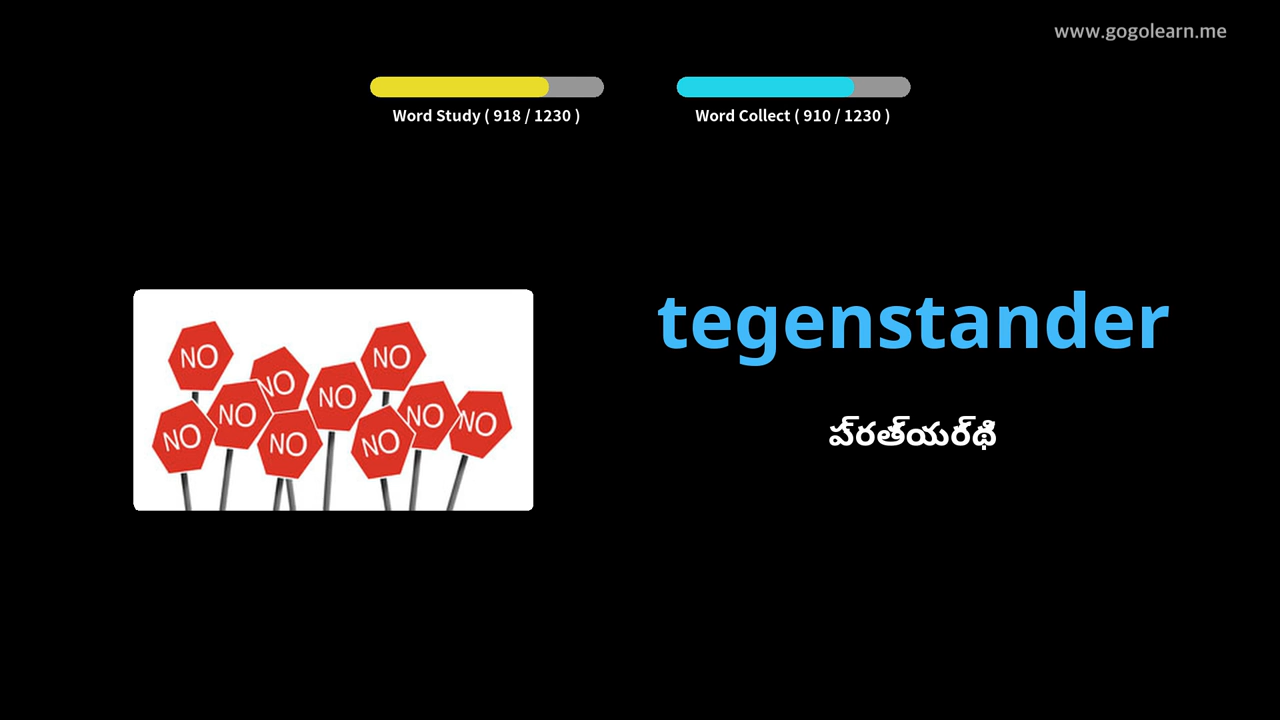 www.gogolearn.me
Word Study ( 918 / 1230 )
Word Collect ( 910 / 1230 )
NO
NO
NO
NO
NO
NO
NO
NO
NO
NO
tegenstander
ప్రత్యర్థి